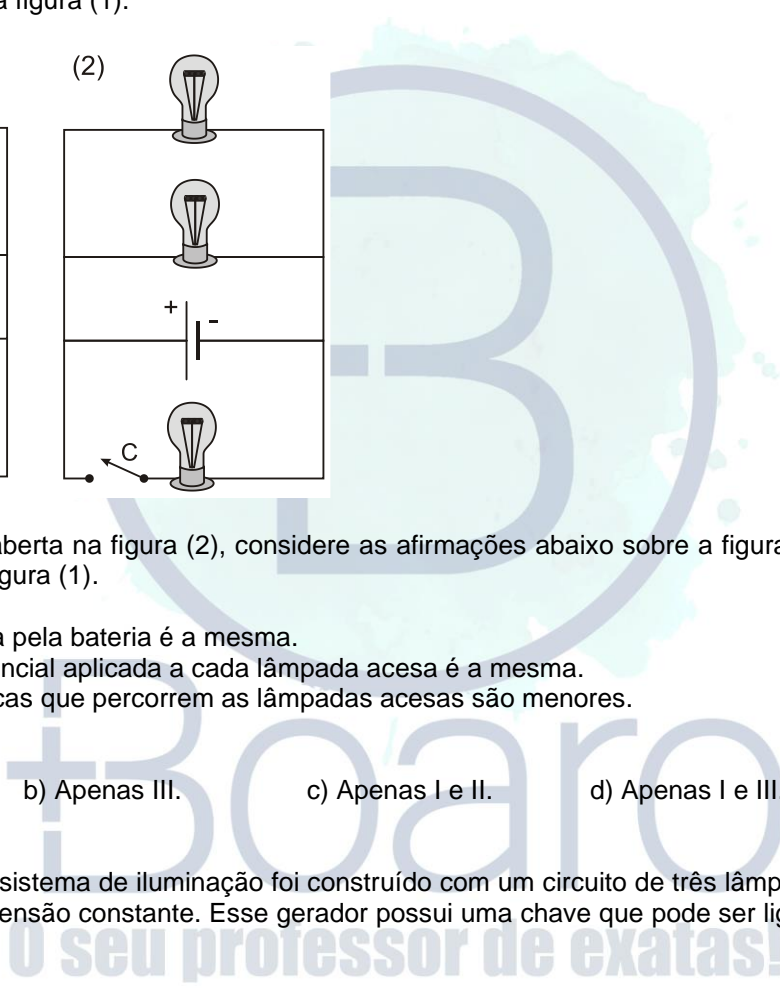 a figura (1).
(2)
+ -
C
aberta na figura (2), considere as afirmações abaixo sobre a figura
gura (1).
a pela bateria é a mesma.
encial aplicada a cada lâmpada acesa é a mesma.
cas que percorrem as lâmpadas acesas são menores.
b) Apenas III. c) Apenas I e II. d) Apenas I e III.
sistema de iluminação foi construído com um circuito de três lâmp
ensão constante. Esse gerador possui uma chave que pode ser lig
Boaro
O seu professor de exatas!